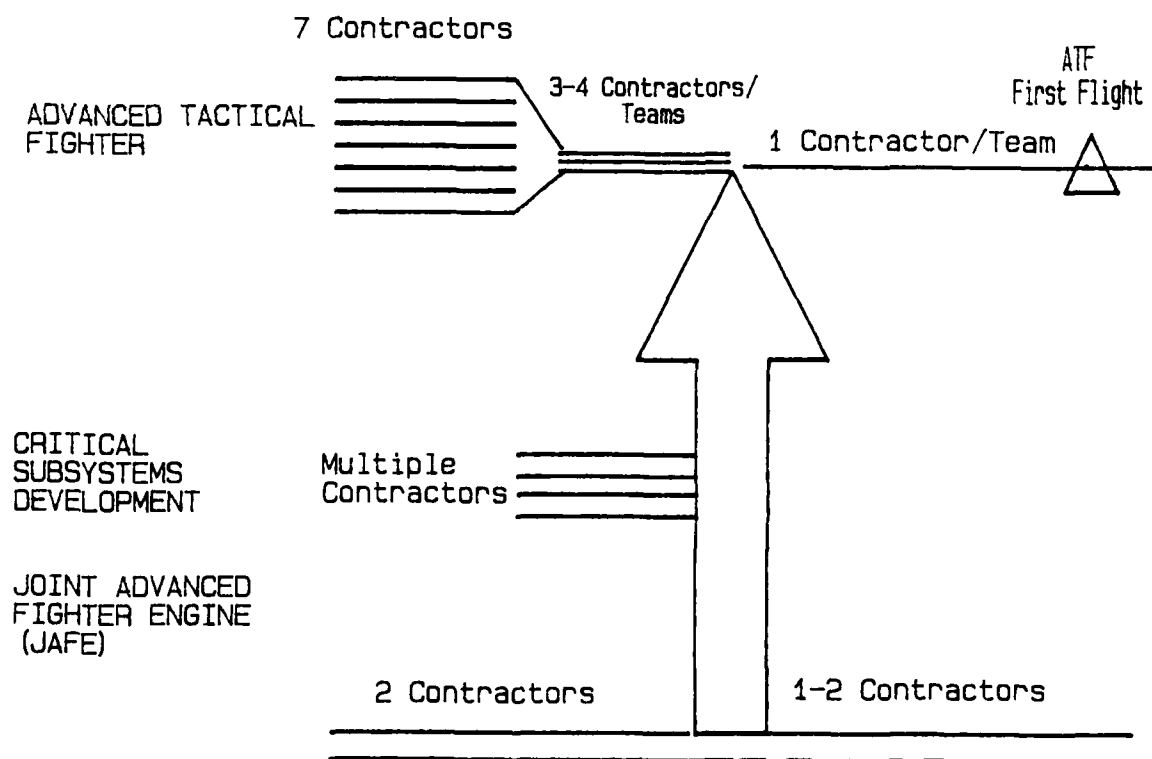 7 Contractors
ADVANCED TACTICAL
FIGHTER
3-4 Contractors/
Teams
ATF
First Flight
1 Contractor/Team
CRITICAL
SUBSYSTEMS
DEVELOPMENT
Multiple
Contractors
JOINT ADVANCED
FIGHTER ENGINE
(JAFE)
2 Contractors
1-2 Contractors